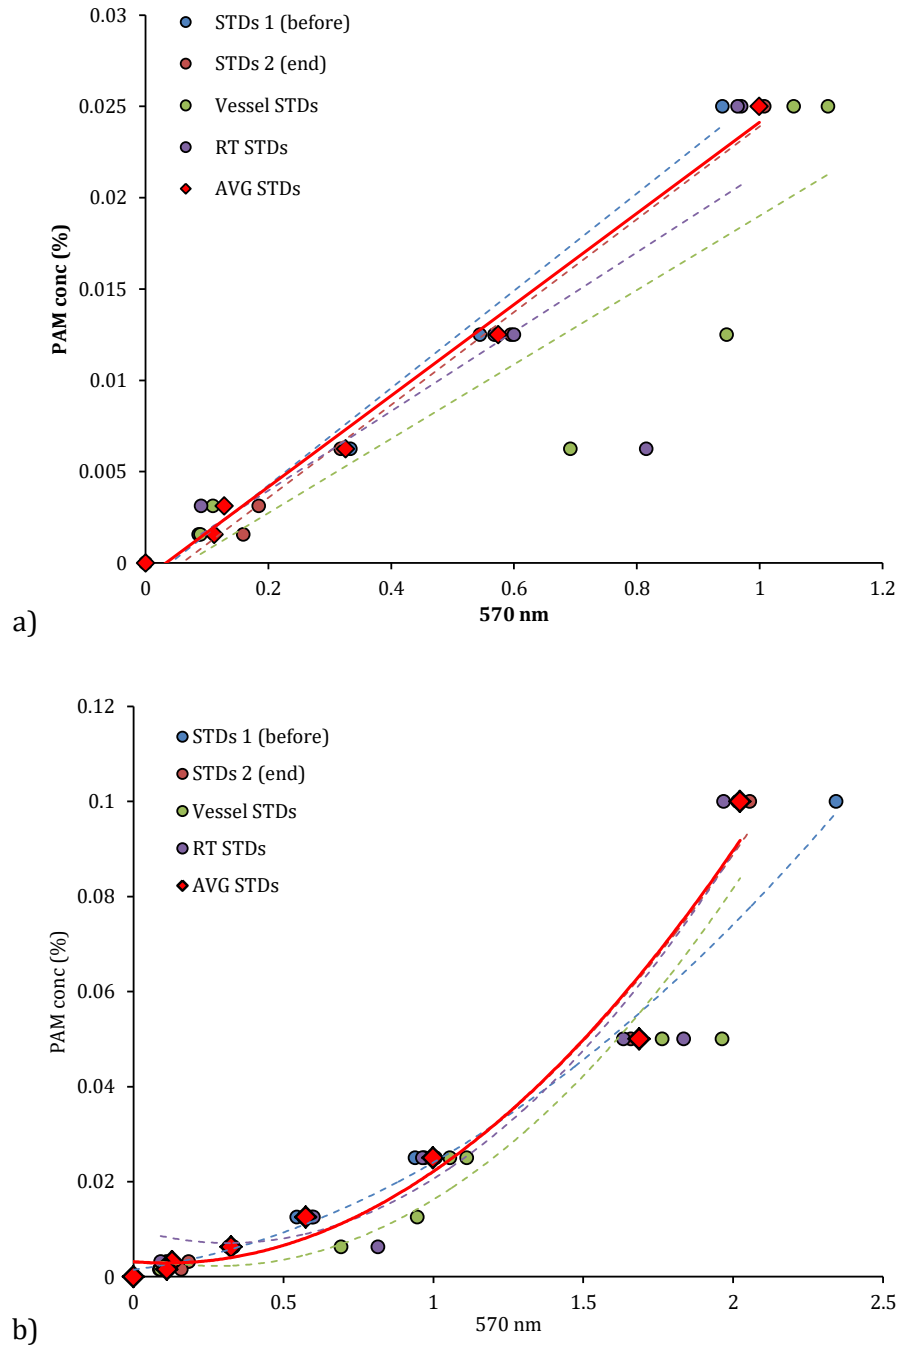 0.03
0.025
0.02
0.015
0.01
0.005
0
PAM conc (%)
STDs 1 (before)
STDs 2 (end)
Vessel STDs
RT STDs
AVG STDs
0 0.2 0.4 0.6 0.8 1 1.2
570 nm
a)
0.12
0.1
0.08
0.06
0.04
0.02
0
PAM conc (%)
STDs 1 (before)
STDs 2 (end)
Vessel STDs
RT STDs
AVG STDs
0 0.5 1 1.5 2 2.5
570 nm
b)